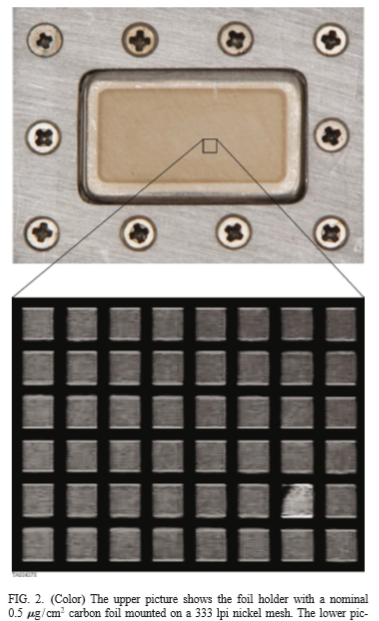 FIG. 2. (Color) The upper picture shows the foil holder with a nominal
0.5 μg/cm² carbon foil mounted on a 333 lpi nickel mesh. The lower pic-